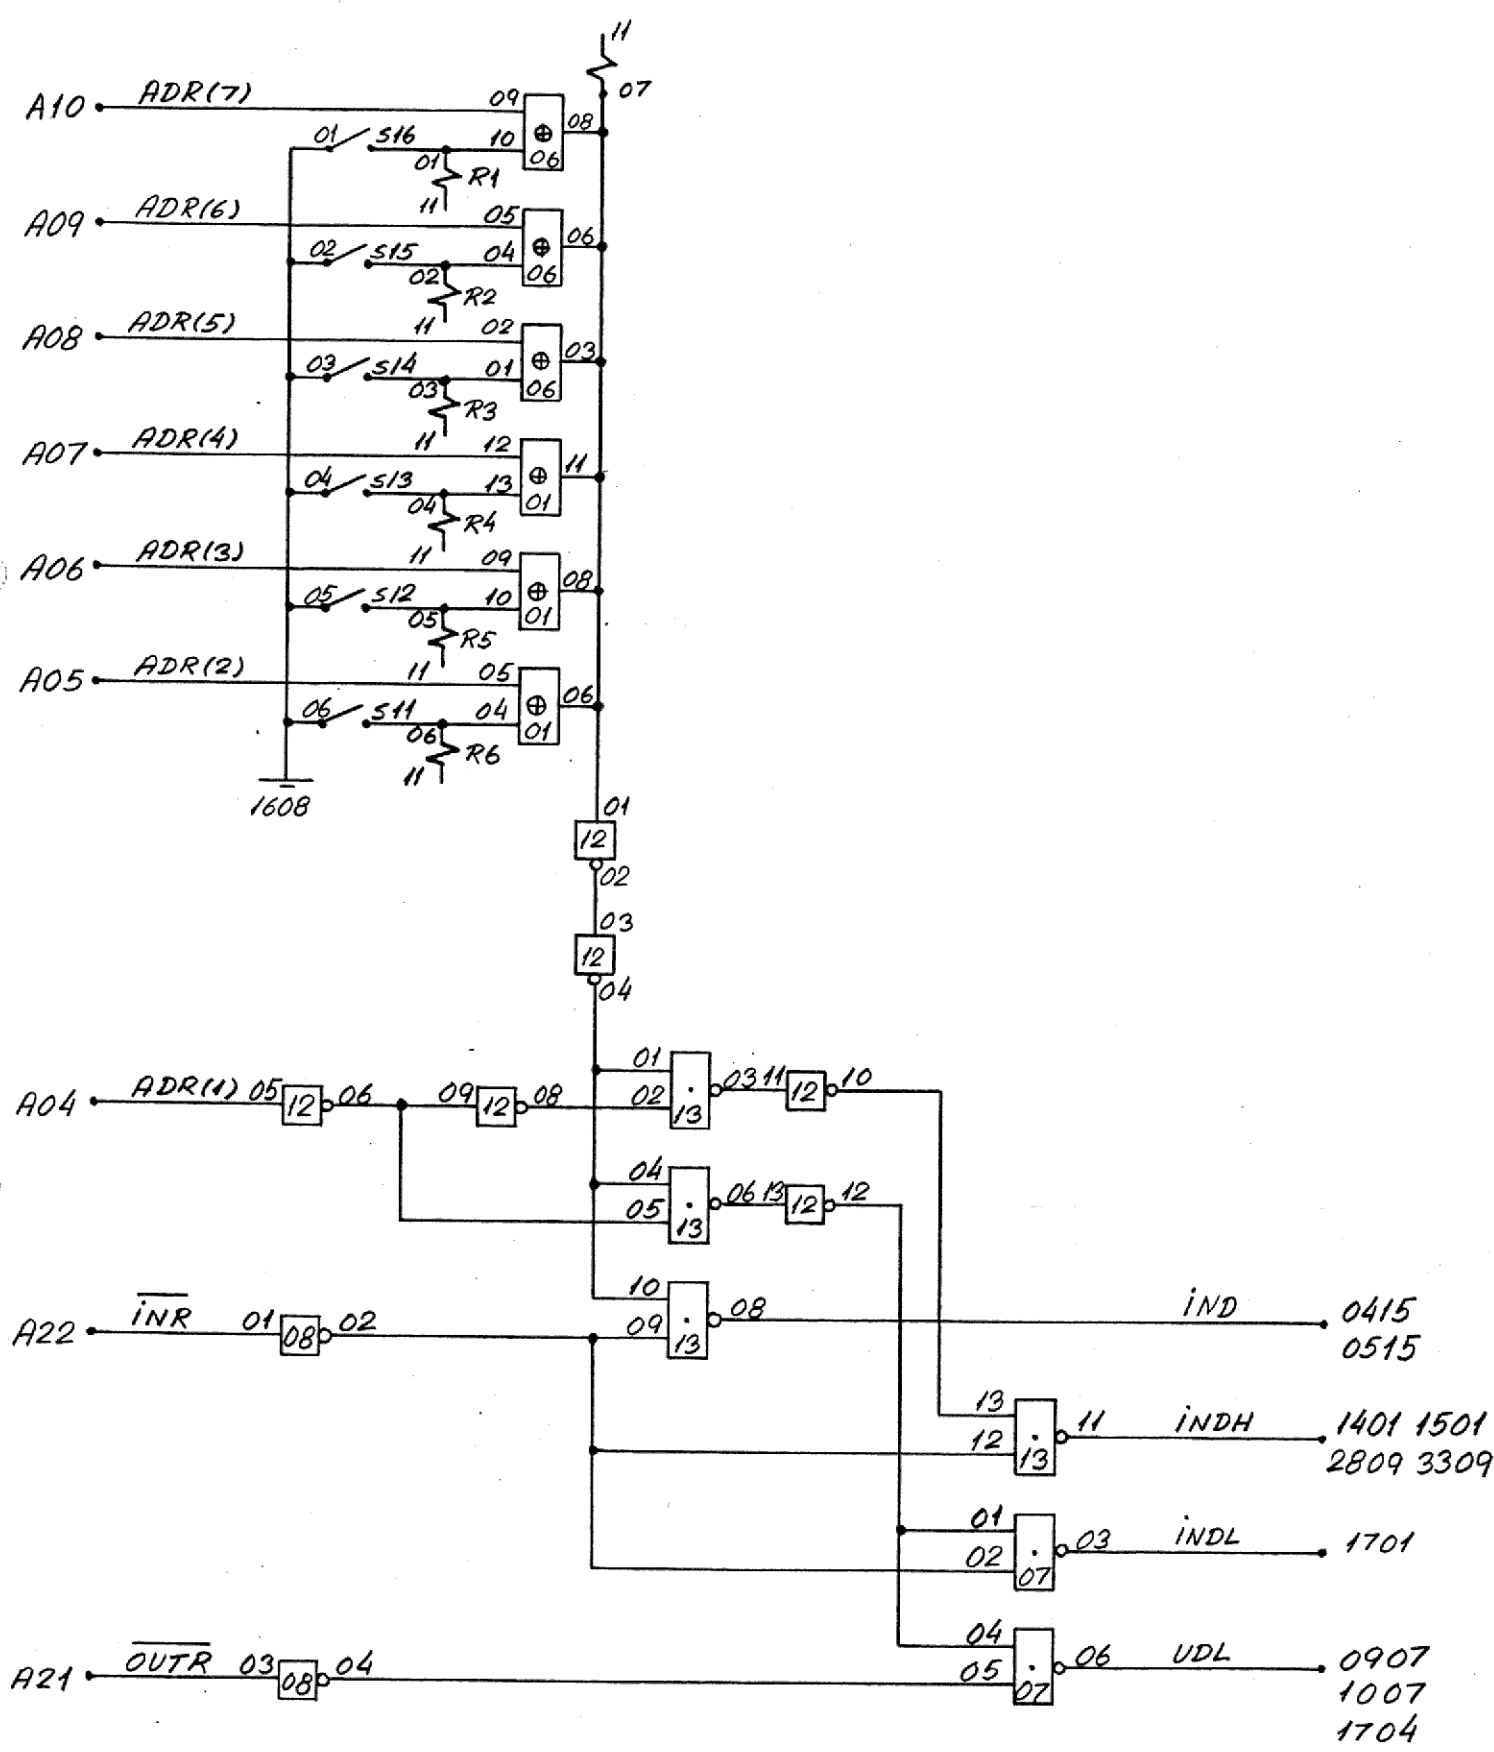 11
07
A10 ADR(7) 09 08
01 S16 10 ⊕ 06
01 R1
11
A09 ADR(6) 05 06
02 S15 04 ⊕ 06
02 R2
11
A08 ADR(5) 02 03
03 S14 01 ⊕ 06
03 R3
11
A07 ADR(4) 12 11
04 S13 13 ⊕ 01
04 R4
11
A06 ADR(3) 09 08
05 S12 10 ⊕ 01
05 R5
11
A05 ADR(2) 05 06
06 S11 04 ⊕ 01
06 R6
11
1608
01
12
02
03
12
04
01 03 11 12 10
A04 ADR(1) 05 12 06 09 12 08 02 13
04 06 13 12 12
05 13
10 08 IND 0415
A22 INR 01 08 02 09 13 0515
13 11 INDH 1401 1501
12 13 2809 3309
01 03 INDL 1701
02 07
04 06 UDL 0907
A21 OUTR 03 08 04 05 07 1007
1704